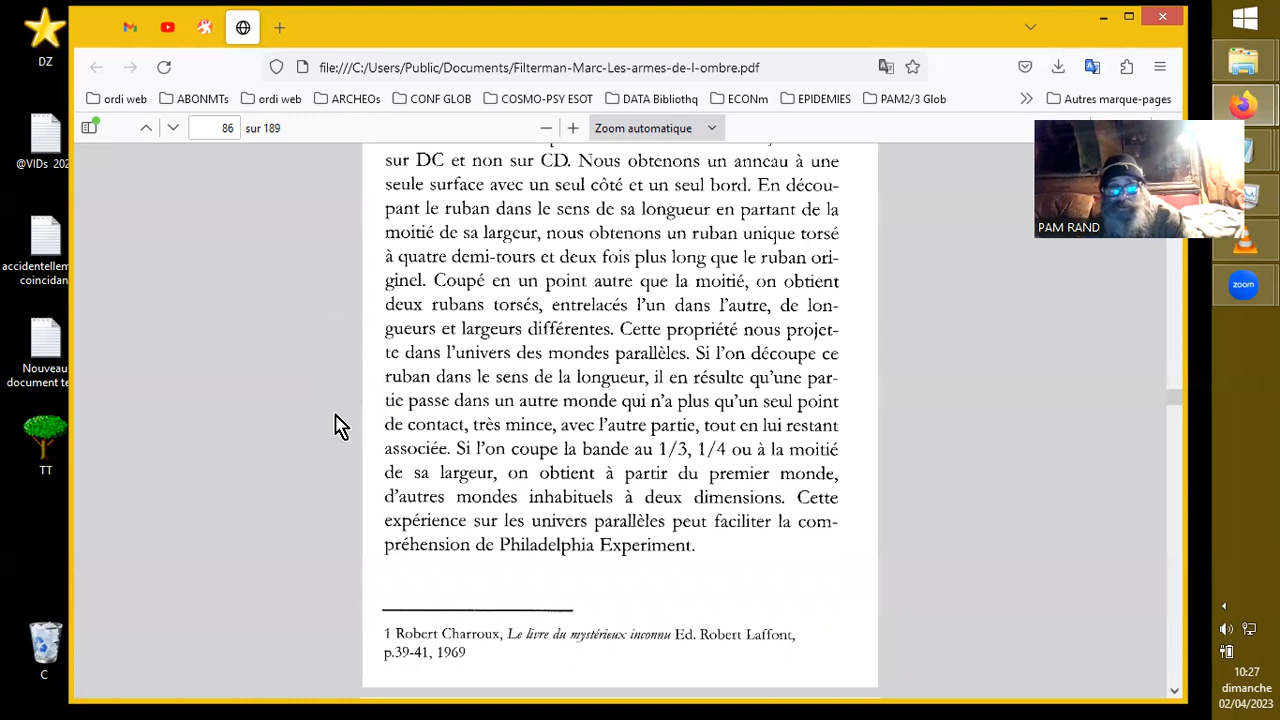 DZ
@VIDs 202
accidentellem
coincidan
Nouveau
document te
TT
C
file:///C:/Users/Public/Documents/Filterman-Marc-Les-armes-de-l-ombre.pdf
ordi web
ABONMTs
ordi web
ARCHEOs
CONF GLOB
COSMO-PSY ESOT
DATA Bibliothq
ECONm
EPIDEMIES
PAM2/3 Glob
Autres marque-pages
86 sur 189
Zoom automatique
sur DC et non sur CD. Nous obtenons un anneau à une
seule surface avec un seul côté et un seul bord. En décou-
pant le ruban dans le sens de sa longueur en partant de la
moitié de sa largeur, nous obtenons un ruban unique torsé
à quatre demi-tours et deux fois plus long que le ruban ori-
ginel. Coupé en un point autre que la moitié, on obtient
deux rubans torsés, entrelacés l'un dans l'autre, de lon-
gueurs et largeurs différentes. Cette propriété nous projet-
te dans l'univers des mondes parallèles. Si l'on découpe ce
ruban dans le sens de la longueur, il en résulte qu'une par-
tie passe dans un autre monde qui n'a plus qu'un seul point
de contact, très mince, avec l'autre partie, tout en lui restant
associée. Si l'on coupe la bande au 1/3, 1/4 ou à la moitié
de sa largeur, on obtient à partir du premier monde,
d'autres mondes inhabituels à deux dimensions. Cette
expérience sur les univers parallèles peut faciliter la com-
préhension de Philadelphia Experiment.
1 Robert Charroux, Le livre du mystérieux inconnu Ed. Robert Laffont,
p.39-41, 1969
PAM RAND
zoom
10:27
dimanche
02/04/2023